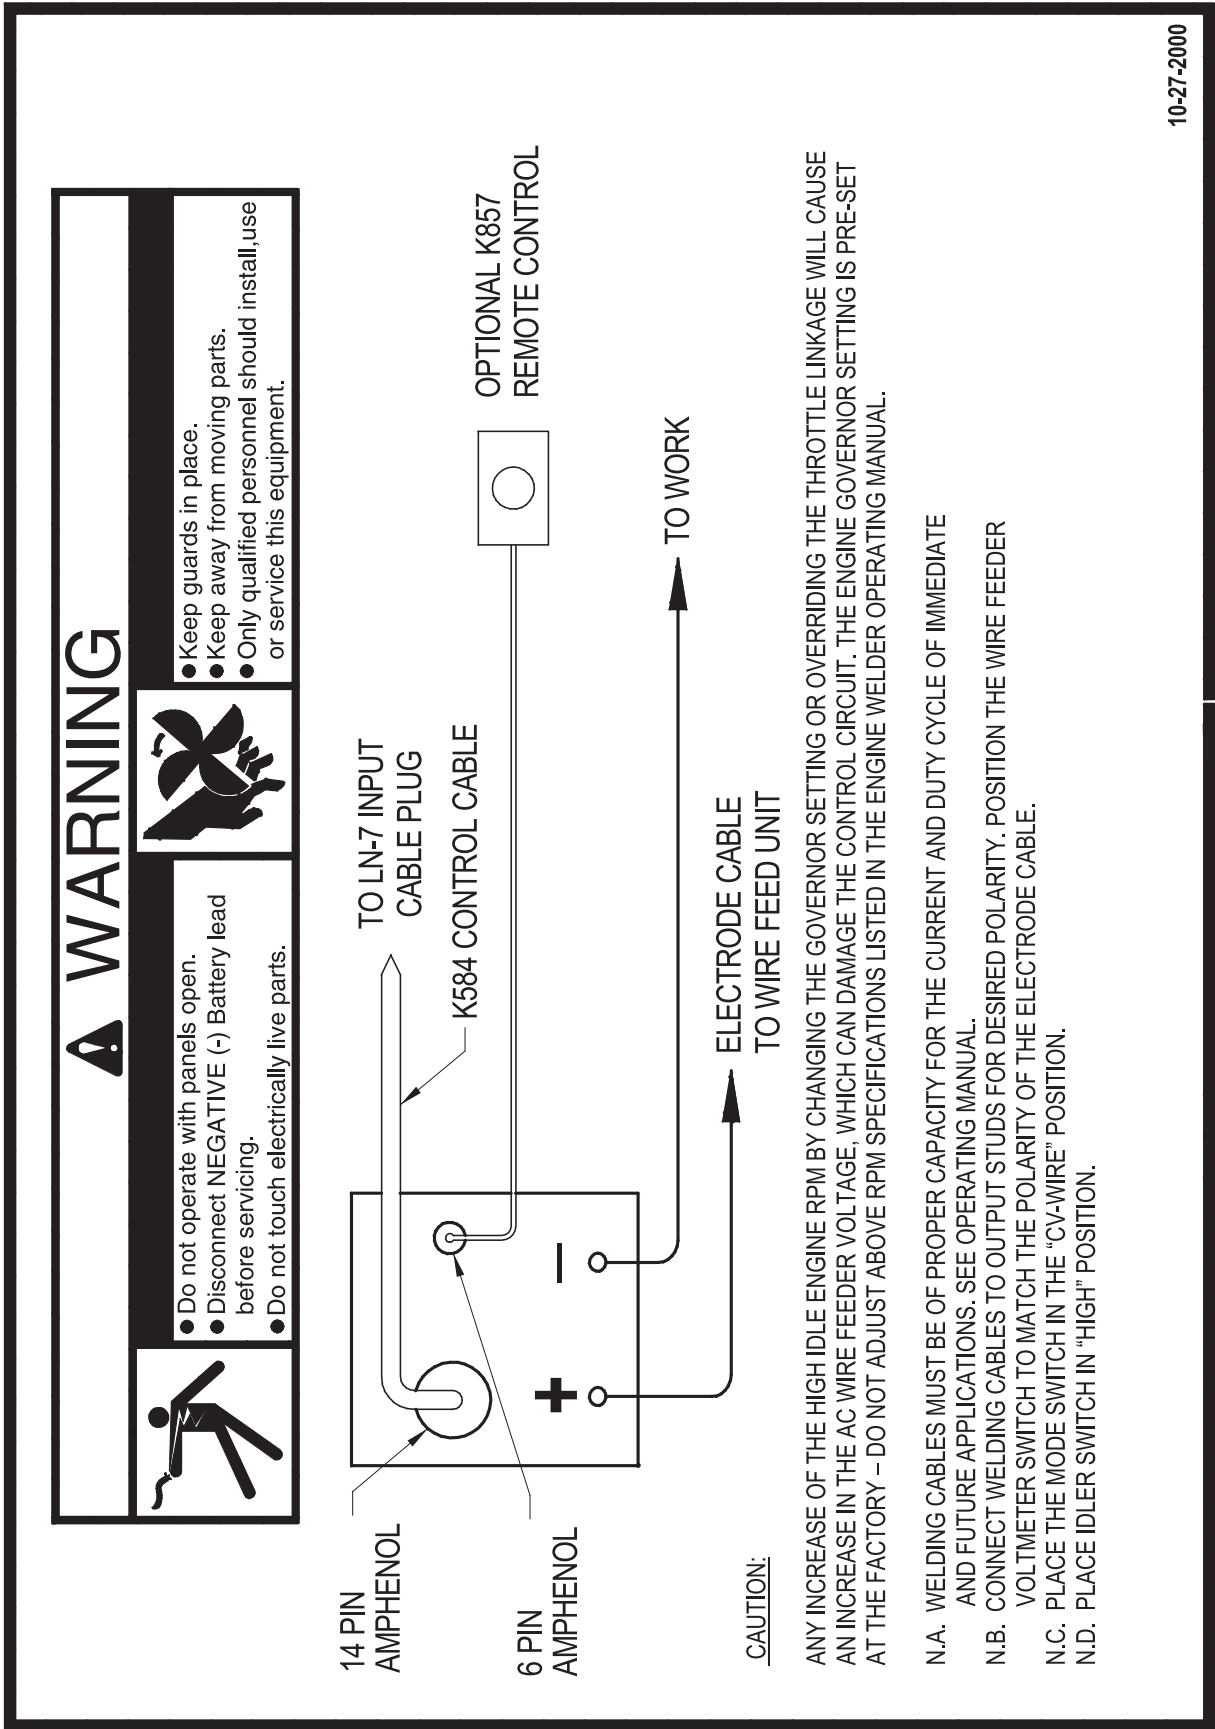 WARNING
● Do not operate with panels open.
● Disconnect NEGATIVE (-) Battery lead
before servicing.
● Do not touch electrically live parts.
● Keep guards in place.
● Keep away from moving parts.
● Only qualified personnel should install,use
or service this equipment.
14 PIN
AMPHENOL
6 PIN
AMPHENOL
TO LN-7 INPUT
CABLE PLUG
K584 CONTROL CABLE
OPTIONAL K857
REMOTE CONTROL
+
–
TO WORK
ELECTRODE CABLE
TO WIRE FEED UNIT
CAUTION:
ANY INCREASE OF THE HIGH IDLE ENGINE RPM BY CHANGING THE GOVERNOR SETTING OR OVERRIDING THE THROTTLE LINKAGE WILL CAUSE
AN INCREASE IN THE AC WIRE FEEDER VOLTAGE, WHICH CAN DAMAGE THE CONTROL CIRCUIT. THE ENGINE GOVERNOR SETTING IS PRE-SET
AT THE FACTORY – DO NOT ADJUST ABOVE RPM SPECIFICATIONS LISTED IN THE ENGINE WELDER OPERATING MANUAL.
N.A. WELDING CABLES MUST BE OF PROPER CAPACITY FOR THE CURRENT AND DUTY CYCLE OF IMMEDIATE
AND FUTURE APPLICATIONS. SEE OPERATING MANUAL.
N.B. CONNECT WELDING CABLES TO OUTPUT STUDS FOR DESIRED POLARITY. POSITION THE WIRE FEEDER
VOLTMETER SWITCH TO MATCH THE POLARITY OF THE ELECTRODE CABLE.
N.C. PLACE THE MODE SWITCH IN THE “CV-WIRE” POSITION.
N.D. PLACE IDLER SWITCH IN “HIGH” POSITION.
10-27-2000